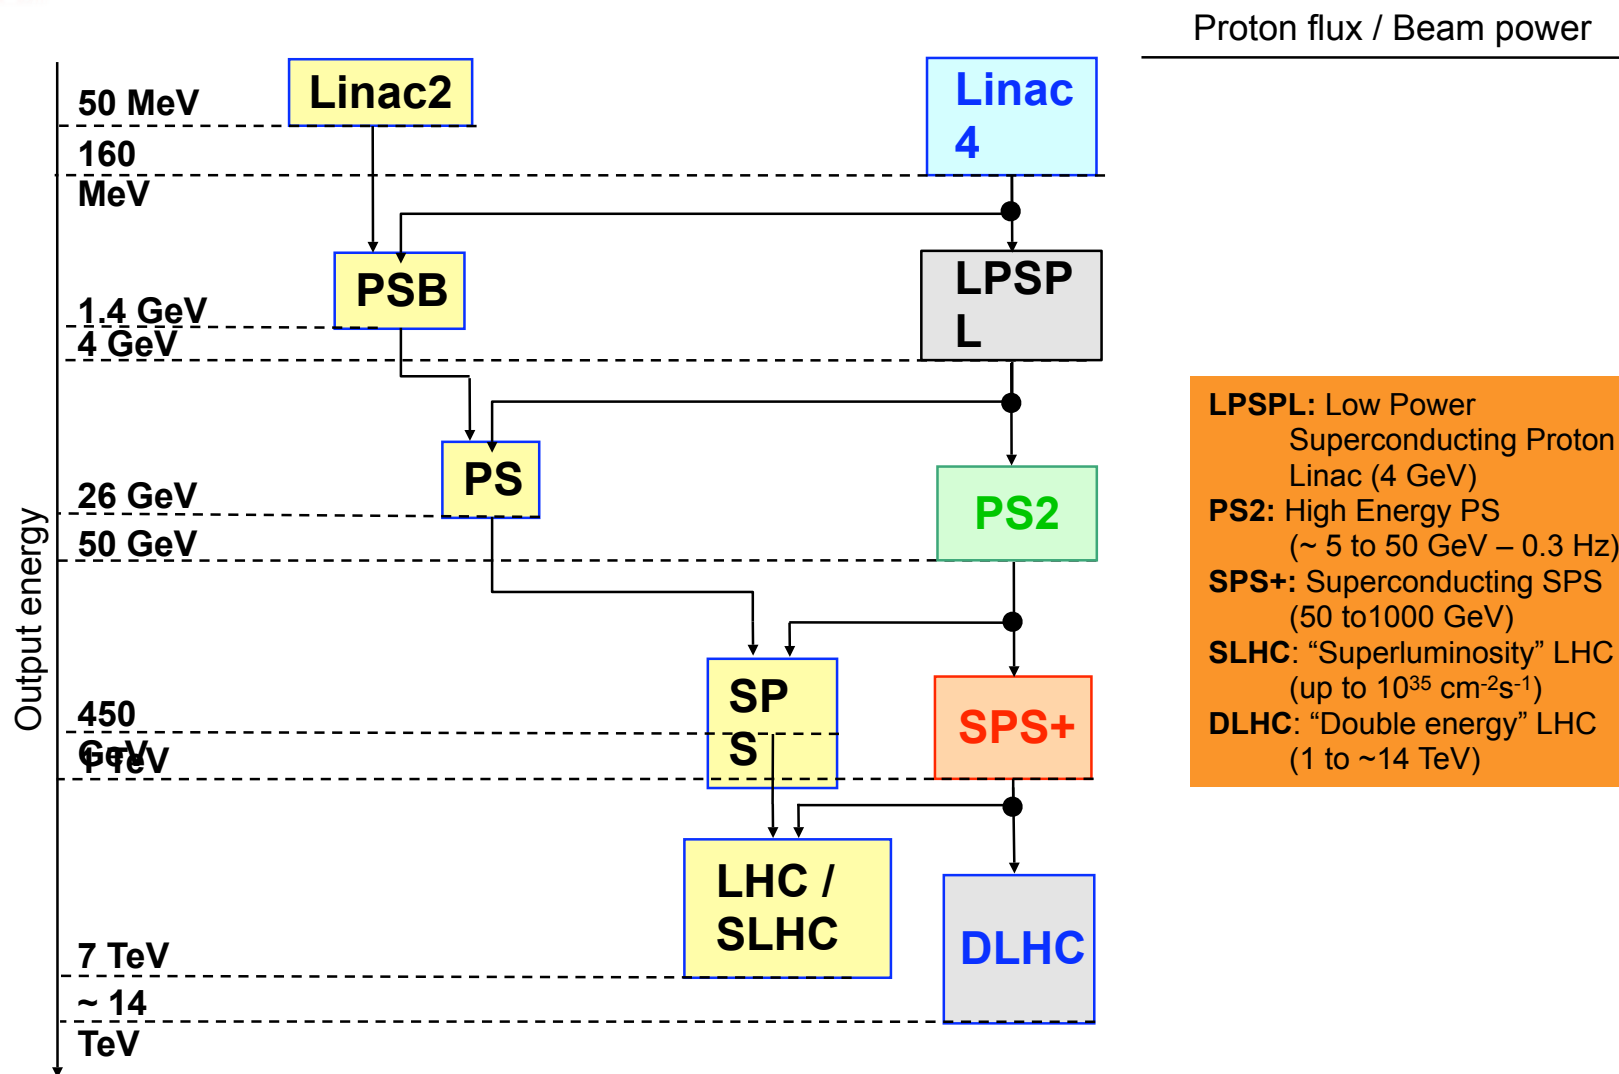 Proton flux / Beam power
Output energy
50 MeV
160
MeV
1.4 GeV
4 GeV
26 GeV
50 GeV
450
GeV
1 TeV
7 TeV
~ 14
TeV
Linac2
Linac
4
PSB
LPSP
L
PS
PS2
SP
S
SPS+
LHC /
SLHC
DLHC
LPSPL: Low Power
Superconducting Proton
Linac (4 GeV)
PS2: High Energy PS
(~ 5 to 50 GeV – 0.3 Hz)
SPS+: Superconducting SPS
(50 to1000 GeV)
SLHC: “Superluminosity” LHC
(up to 10³⁵ cm⁻²s⁻¹)
DLHC: “Double energy” LHC
(1 to ~14 TeV)